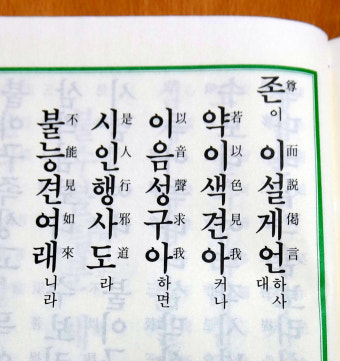 존尊이 이而설説게偈언言하사대
약若이以색色견見아我커나
이以음音성聲구求아我하면
시是인人행行사邪도道라
불不능能견見여如래來니라